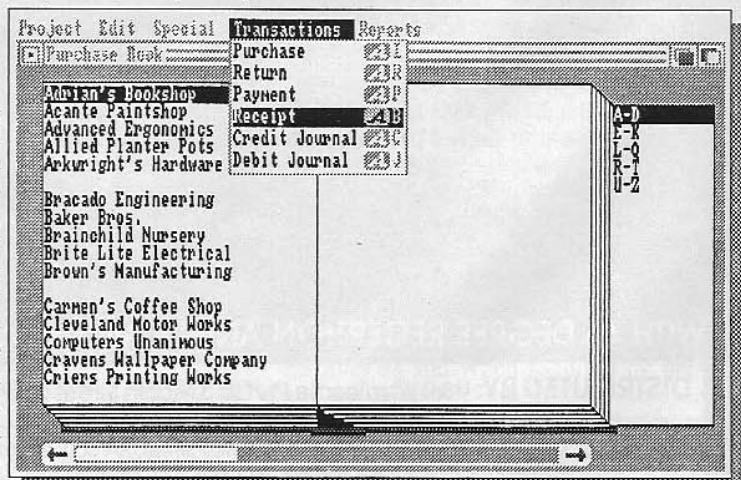 Project Edit Special Transactions Reports
Purchase Book
Purchase
Return R
Payment P
Receipt
Credit Journal C
Debit Journal J
Adrian's Bookshop
Acante Paintshop
Advanced Ergonomics
Allied Planter Pots
Arkwright's Hardware
Bracado Engineering
Baker Bros.
Brainchild Nursery
Brite Lite Electrical
Brown's Manufacturing
Carmen's Coffee Shop
Cleveland Motor Works
Computers Unanimous
Cravens Wallpaper Company
Criers Printing Works
A-D
E-K
L-Q
R-T
U-Z